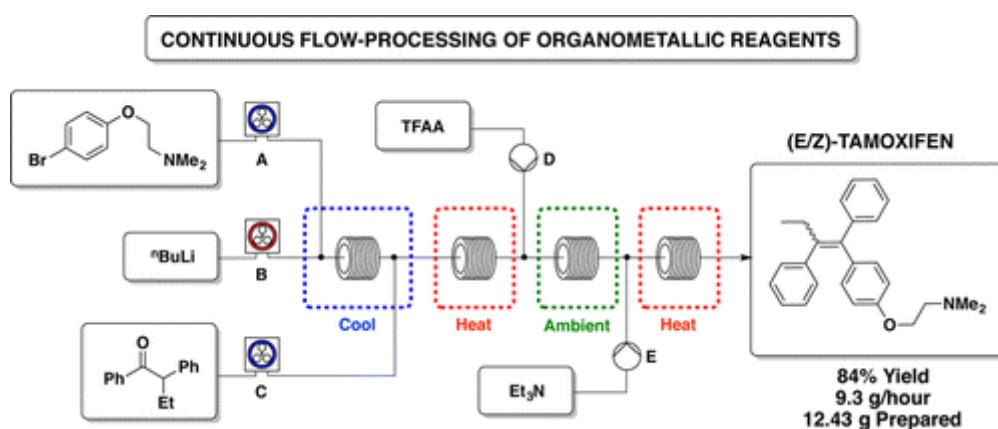 CONTINUOUS FLOW-PROCESSING OF ORGANOMETALLIC REAGENTS
O
Br
NMe₂
A
TFAA
D
(E/Z)-TAMOXIFEN
ⁿBuLi
B
Cool
Heat
Ambient
Heat
O
NMe₂
O
Ph
Ph
Et
C
Et₃N
E
84% Yield
9.3 g/hour
12.43 g Prepared